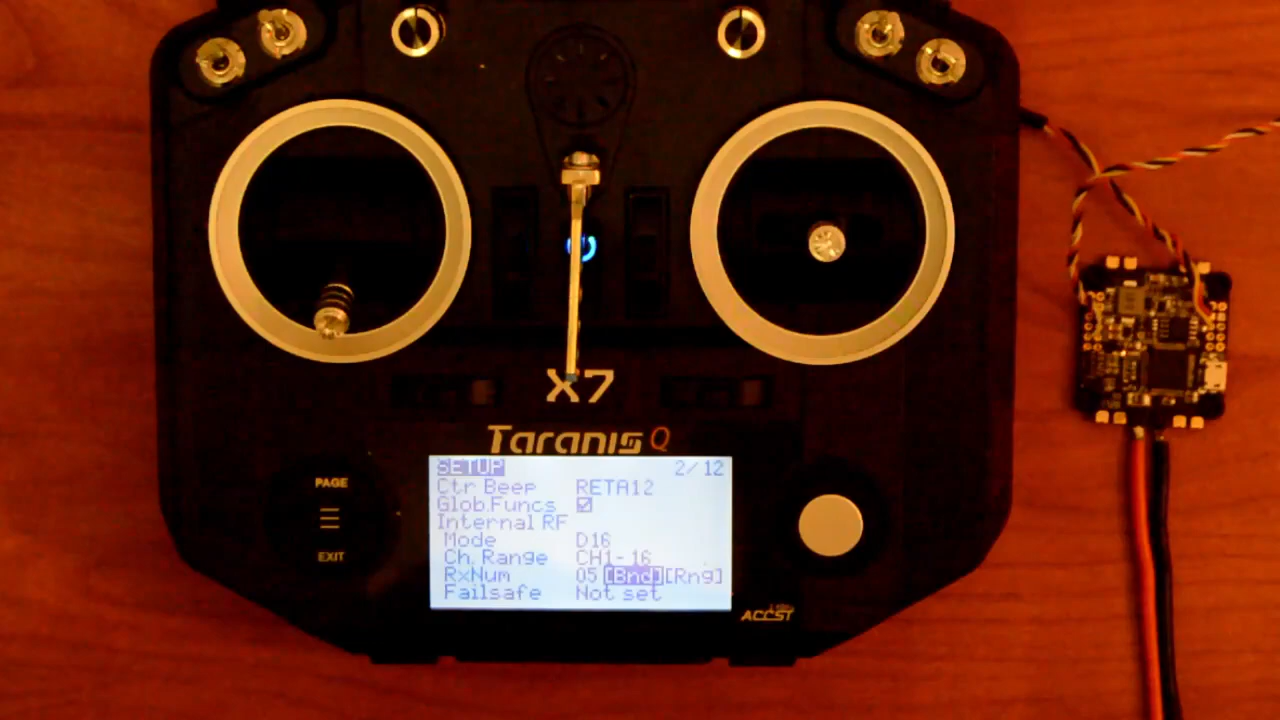 X7
Taranis Q
SETUP 2/12
Ctr Beep RETA12
Glob.Funcs
Internal RF
Mode D16
Ch. Range CH1-16
RxNum 05 [Bnd][Rng]
Failsafe Not set
PAGE
EXIT
ACCST